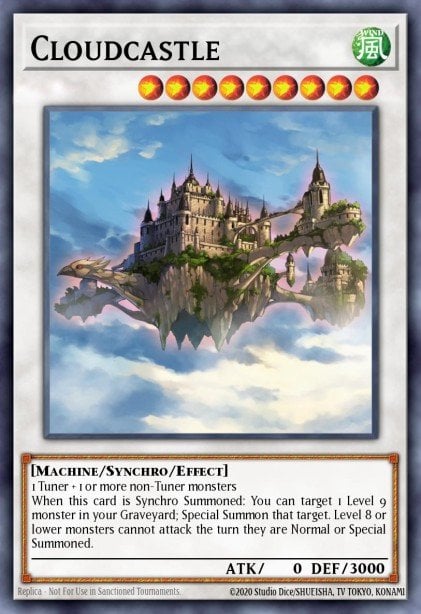 CLOUDCASTLE
WIND
風
[MACHINE/SYNCHRO/EFFECT]
1 Tuner + 1 or more non-Tuner monsters
When this card is Synchro Summoned: You can target 1 Level 9
monster in your Graveyard; Special Summon that target. Level 8 or
lower monsters cannot attack the turn they are Normal or Special
Summoned.
ATK/ 0 DEF/3000
Replica - Not For Use in Sanctioned Tournaments. ©2020 Studio Dice/SHUEISHA, TV TOKYO, KONAMI